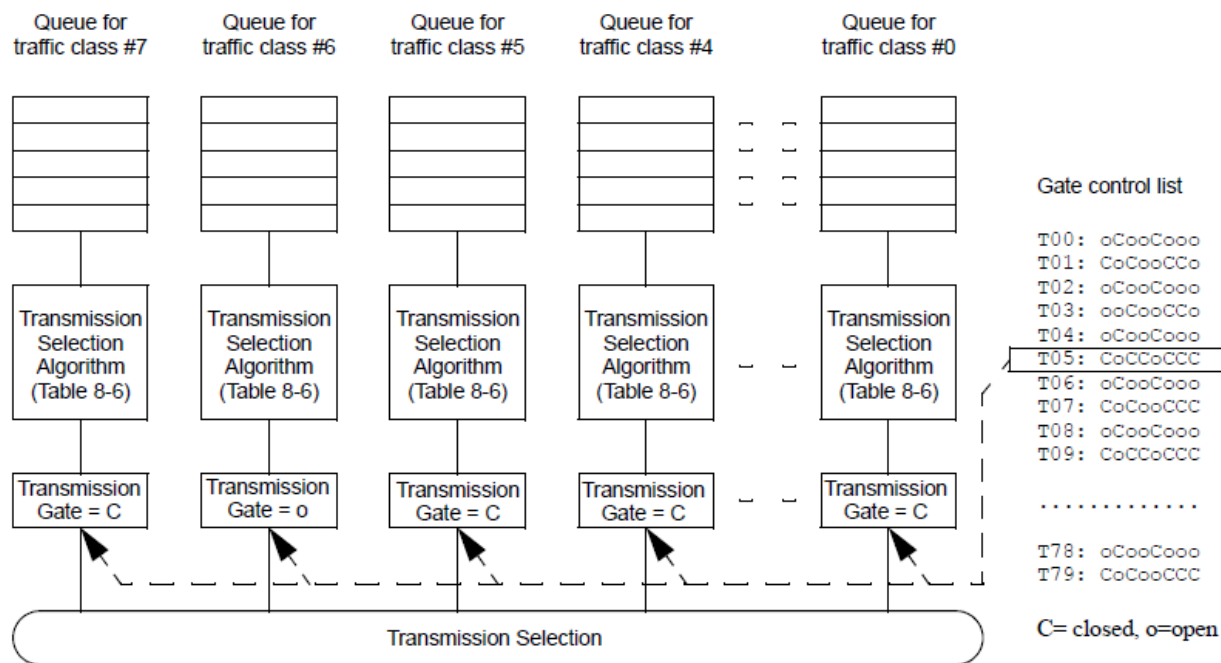 Queue for
traffic class #7
Queue for
traffic class #6
Queue for
traffic class #5
Queue for
traffic class #4
Queue for
traffic class #0
Transmission
Selection
Algorithm
(Table 8-6)
Transmission
Selection
Algorithm
(Table 8-6)
Transmission
Selection
Algorithm
(Table 8-6)
Transmission
Selection
Algorithm
(Table 8-6)
Transmission
Selection
Algorithm
(Table 8-6)
Transmission
Gate = C
Transmission
Gate = o
Transmission
Gate = C
Transmission
Gate = C
Transmission
Gate = C
Transmission Selection
Gate control list
T00: oCooCooo
T01: CoCooCCo
T02: oCooCooo
T03: ooCooCCo
T04: oCooCooo
T05: CoCCoCCC
T06: oCooCooo
T07: CoCooCCC
T08: oCooCooo
T09: CoCCoCCC
. . . . . . . . . . . . .
T78: oCooCooo
T79: CoCooCCC
C= closed, o=open